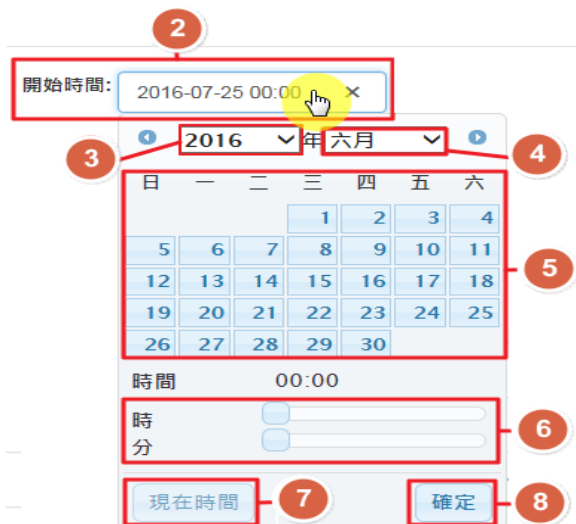 2
開始時間: 2016-07-25 00:00 ×
3 2016 年 六月 4
日 一 二 三 四 五 六
1 2 3 4
5 6 7 8 9 10 11
5
12 13 14 15 16 17 18
19 20 21 22 23 24 25
26 27 28 29 30
時間 00:00
時
6
分
現在時間 7 確定 8